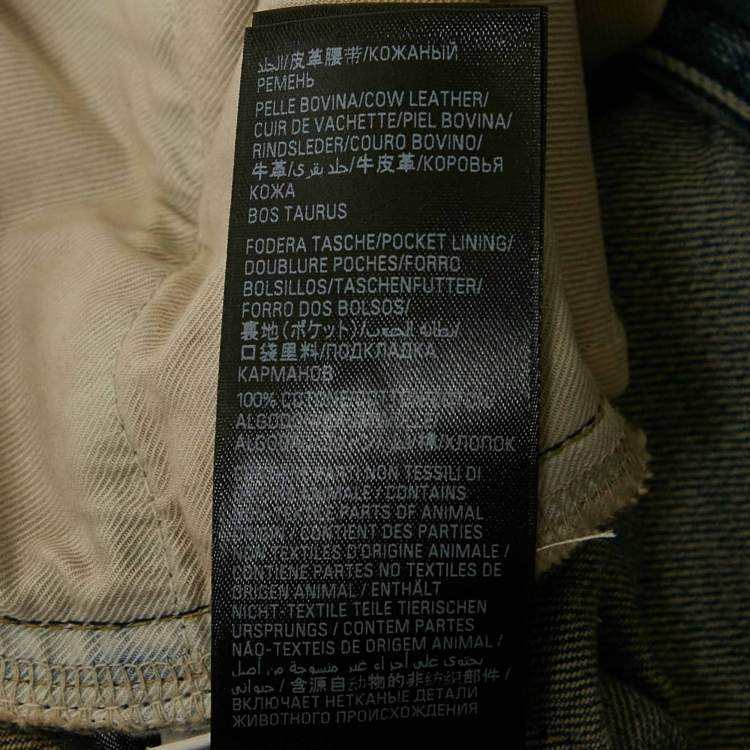 الجلد/皮革腰带/КОЖАНЫЙ
РЕМЕНЬ
PELLE BOVINA/COW LEATHER/
CUIR DE VACHETTE/PIEL BOVINA/
RINDSLEDER/COURO BOVINO/
牛革/جلد بقري/牛皮革/КОРОВЬЯ
КОЖА
BOS TAURUS
FODERA TASCHE/POCKET LINING/
DOUBLURE POCHES/FORRO
BOLSILLOS/TASCHENFUTTER/
FORRO DOS BOLSOS/
裏地(ポケット)/بطانة الجيوب/
口袋里料/ПОДКЛАДКА
КАРМАНОВ
100% COTONE
棉/ХЛОПОК
NON TESSILI DI
ANIMALE / CONTAINS
PARTS OF ANIMAL
CONTIENT DES PARTIES
NON TEXTILES D'ORIGINE ANIMALE /
CONTIENE PARTES NO TEXTILES DE
ORIGEN ANIMAL / ENTHÄLT
NICHT-TEXTILE TEILE TIERISCHEN
URSPRUNGS / CONTEM PARTES
NÃO-TEXTEIS DE ORIGEM ANIMAL /
يحتوي على أجزاء غير منسوجة من أصل
حيواني / 含源自动物的非纺织部件 /
ВКЛЮЧАЕТ НЕТКАНЫЕ ДЕТАЛИ
ЖИВОТНОГО ПРОИСХОЖДЕНИЯ